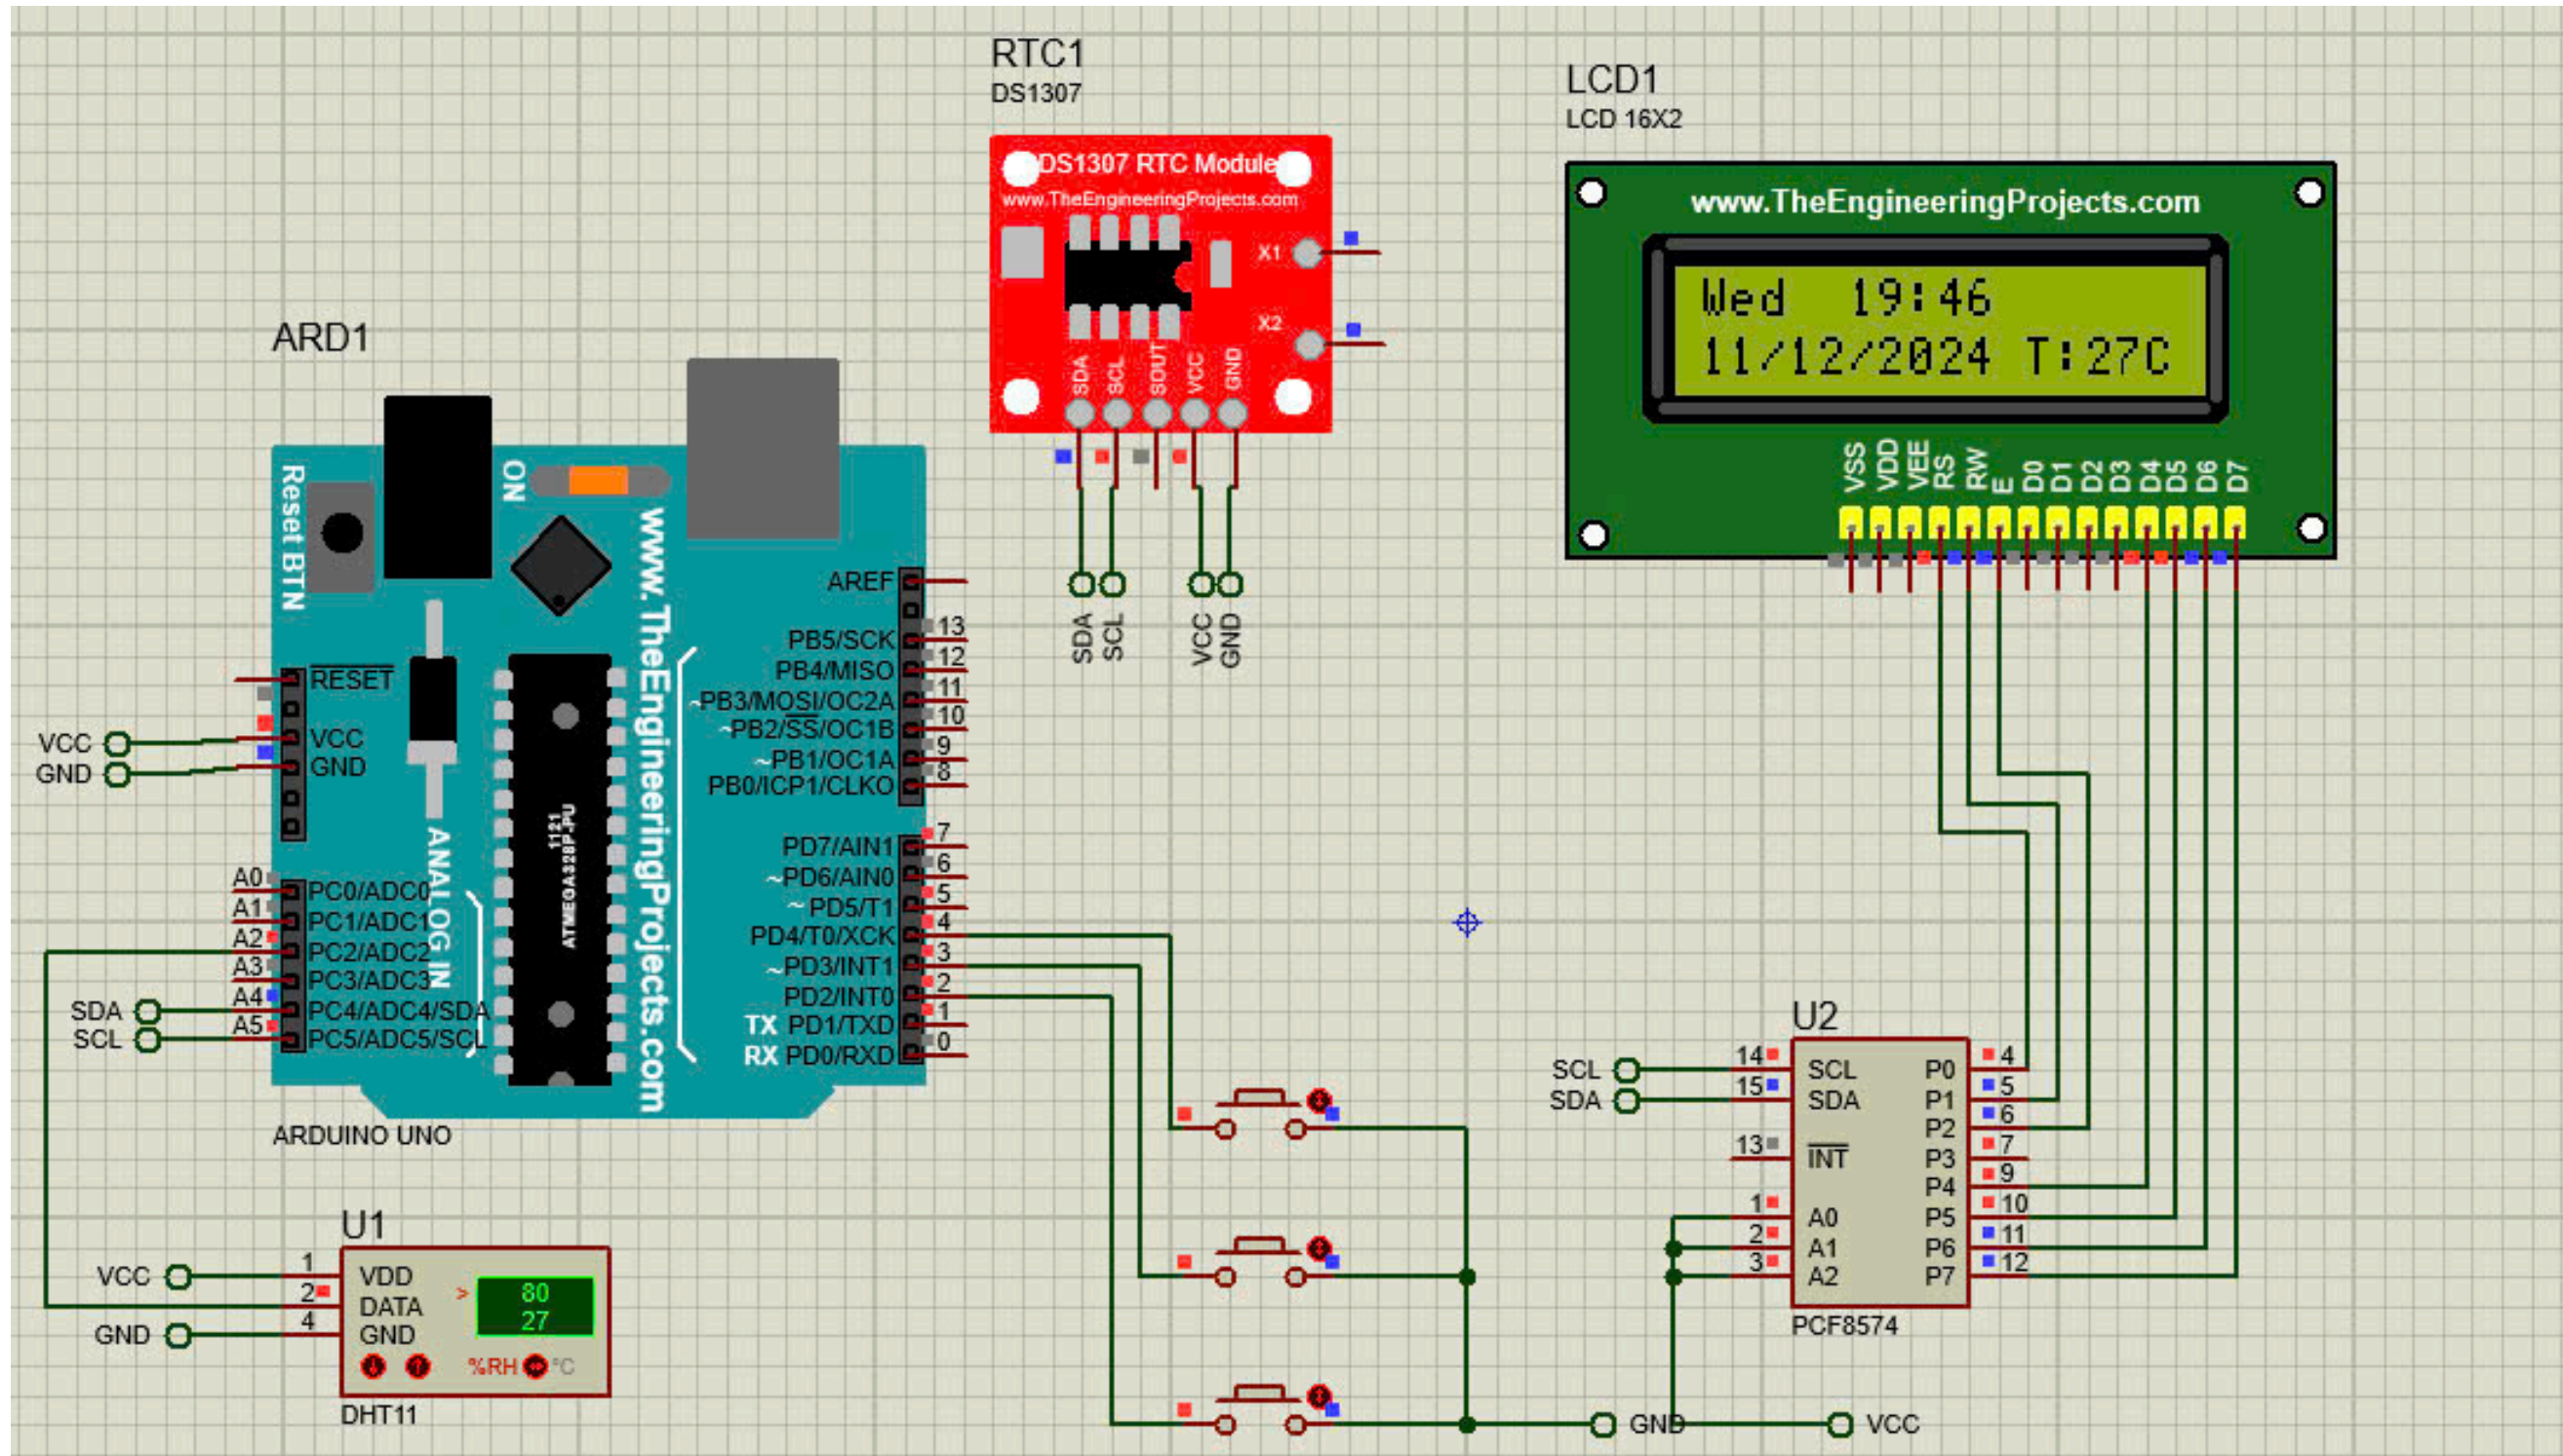 RTC1
DS1307
DS1307 RTC Module
www.TheEngineeringProjects.com
X1
X2
SDA
SCL
SOUT
VCC
GND
SDA
SCL
VCC
GND
LCD1
LCD 16X2
www.TheEngineeringProjects.com
Wed 19:46
11/12/2024 T:27C
VSS
VDD
VEE
RS
RW
E
D0
D1
D2
D3
D4
D5
D6
D7
ARD1
Reset BTN
ON
www.TheEngineeringProjects.com
ANALOG IN
1121
ATMEGA328P-PU
RESET
VCC
VCC
GND
GND
A0 PC0/ADC0
A1 PC1/ADC1
A2 PC2/ADC2
A3 PC3/ADC3
SDA A4 PC4/ADC4/SDA
SCL A5 PC5/ADC5/SCL
AREF
PB5/SCK 13
PB4/MISO 12
~PB3/MOSI/OC2A 11
~PB2/SS/OC1B 10
~PB1/OC1A 9
PB0/ICP1/CLKO 8
PD7/AIN1 7
~PD6/AIN0 6
~PD5/T1 5
PD4/T0/XCK 4
~PD3/INT1 3
PD2/INT0 2
TX PD1/TXD 1
RX PD0/RXD 0
ARDUINO UNO
U1
VCC 1 VDD
2 DATA
GND 4 GND
> 80
27
%RH °C
DHT11
U2
SCL 14 SCL P0 4
SDA 15 SDA P1 5
P2 6
13 INT P3 7
P4 9
1 A0 P5 10
2 A1 P6 11
3 A2 P7 12
PCF8574
GND
VCC